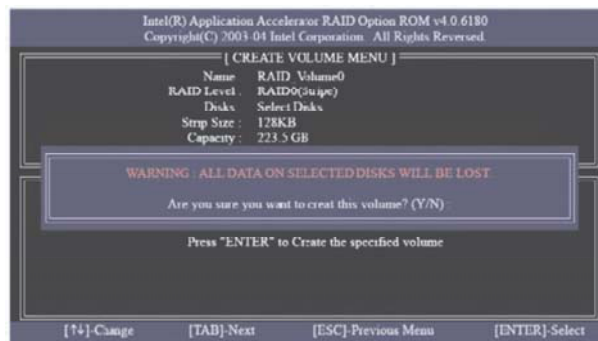 Intel(R) Application Accelerator RAID Option ROM v4.0.6180
Copyright(C) 2003-04 Intel Corporation. All Rights Reversed.
[ CREATE VOLUME MENU ]
Name RAID_Volume0
RAID Level : RAID0(Stripe)
Disks Select Disks
Strip Size : 128KB
Capacity : 223.5 GB
WARNING : ALL DATA ON SELECTED DISKS WILL BE LOST.
Are you sure you want to creat this volume? (Y/N) :
Press "ENTER" to Create the specified volume
[↑↓]-Change [TAB]-Next [ESC]-Previous Menu [ENTER]-Select